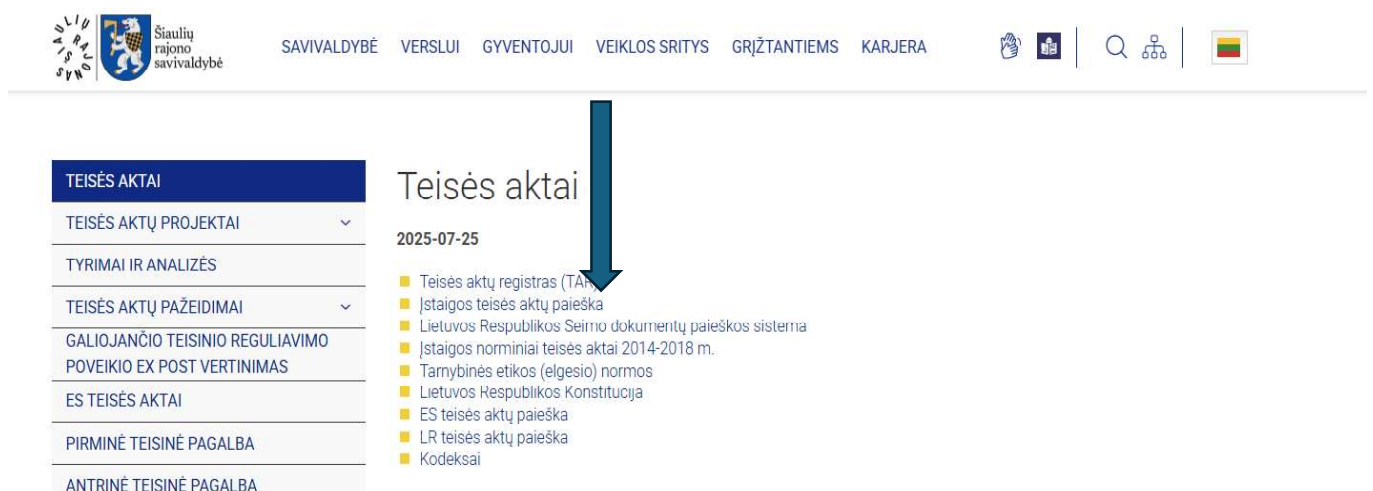 ŠIAULIŲ RAJONO
Šiaulių
rajono
savivaldybė
SAVIVALDYBĖ VERSLUI GYVENTOJUI VEIKLOS SRITYS GRĮŽTANTIEMS KARJERA
TEISĖS AKTAI
TEISĖS AKTŲ PROJEKTAI
TYRIMAI IR ANALIZĖS
TEISĖS AKTŲ PAŽEIDIMAI
GALIOJANČIO TEISINIO REGULIAVIMO
POVEIKIO EX POST VERTINIMAS
ES TEISĖS AKTAI
PIRMINĖ TEISINĖ PAGALBA
ANTRINĖ TEISINĖ PAGALBA
Teisės aktai
2025-07-25
Teisės aktų registras (TAR)
Įstaigos teisės aktų paieška
Lietuvos Respublikos Seimo dokumentų paieškos sistema
Įstaigos norminiai teisės aktai 2014-2018 m.
Tarnybinės etikos (elgesio) normos
Lietuvos Respublikos Konstitucija
ES teisės aktų paieška
LR teisės aktų paieška
Kodeksai